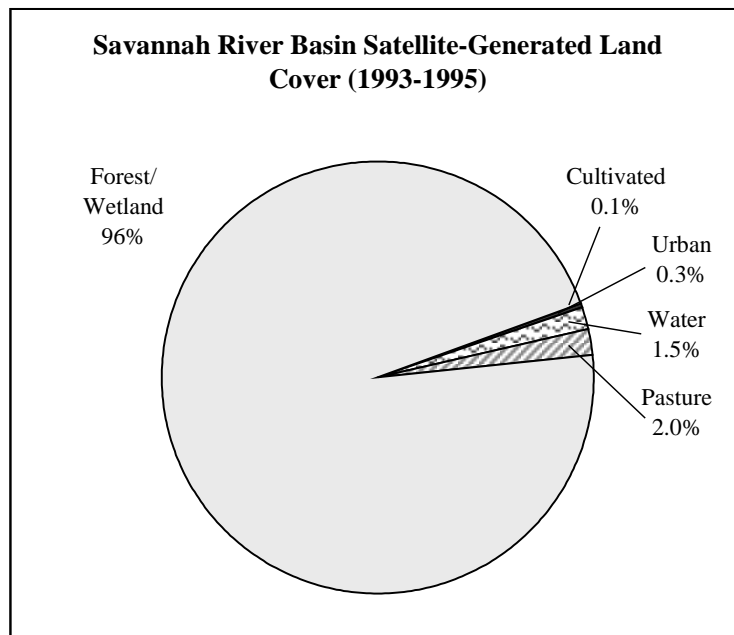 Savannah River Basin Satellite-Generated Land
Cover (1993-1995)
Forest/
Wetland
96%
Cultivated
0.1%
Urban
0.3%
Water
1.5%
Pasture
2.0%